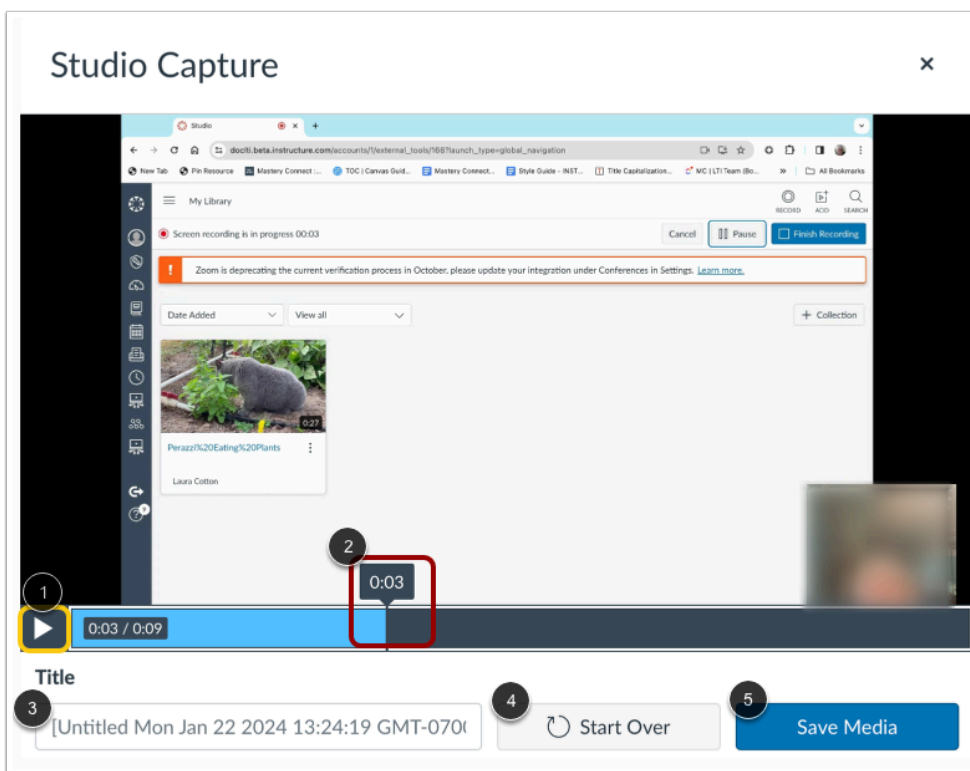 Studio Capture ×
Studio × +
dociti.beta.instructure.com/accounts/1/external_tools/166?launch_type=global_navigation
New Tab Pin Resource Mastery Connect :... TOC | Canvas Guid... Mastery Connect... Style Guide - INST... Title Capitalization... MC | LTI Team (Bo... » All Bookmarks
My Library
RECORD ADD SEARCH
Screen recording is in progress 00:03 Cancel Pause Finish Recording
! Zoom is deprecating the current verification process in October, please update your integration under Conferences in Settings. Learn more.
Date Added View all + Collection
0:27
Perazzi%20Eating%20Plants
Laura Cotton
2
0:03
1
0:03 / 0:09
Title
3 4 5
[Untitled Mon Jan 22 2024 13:24:19 GMT-070 Start Over Save Media